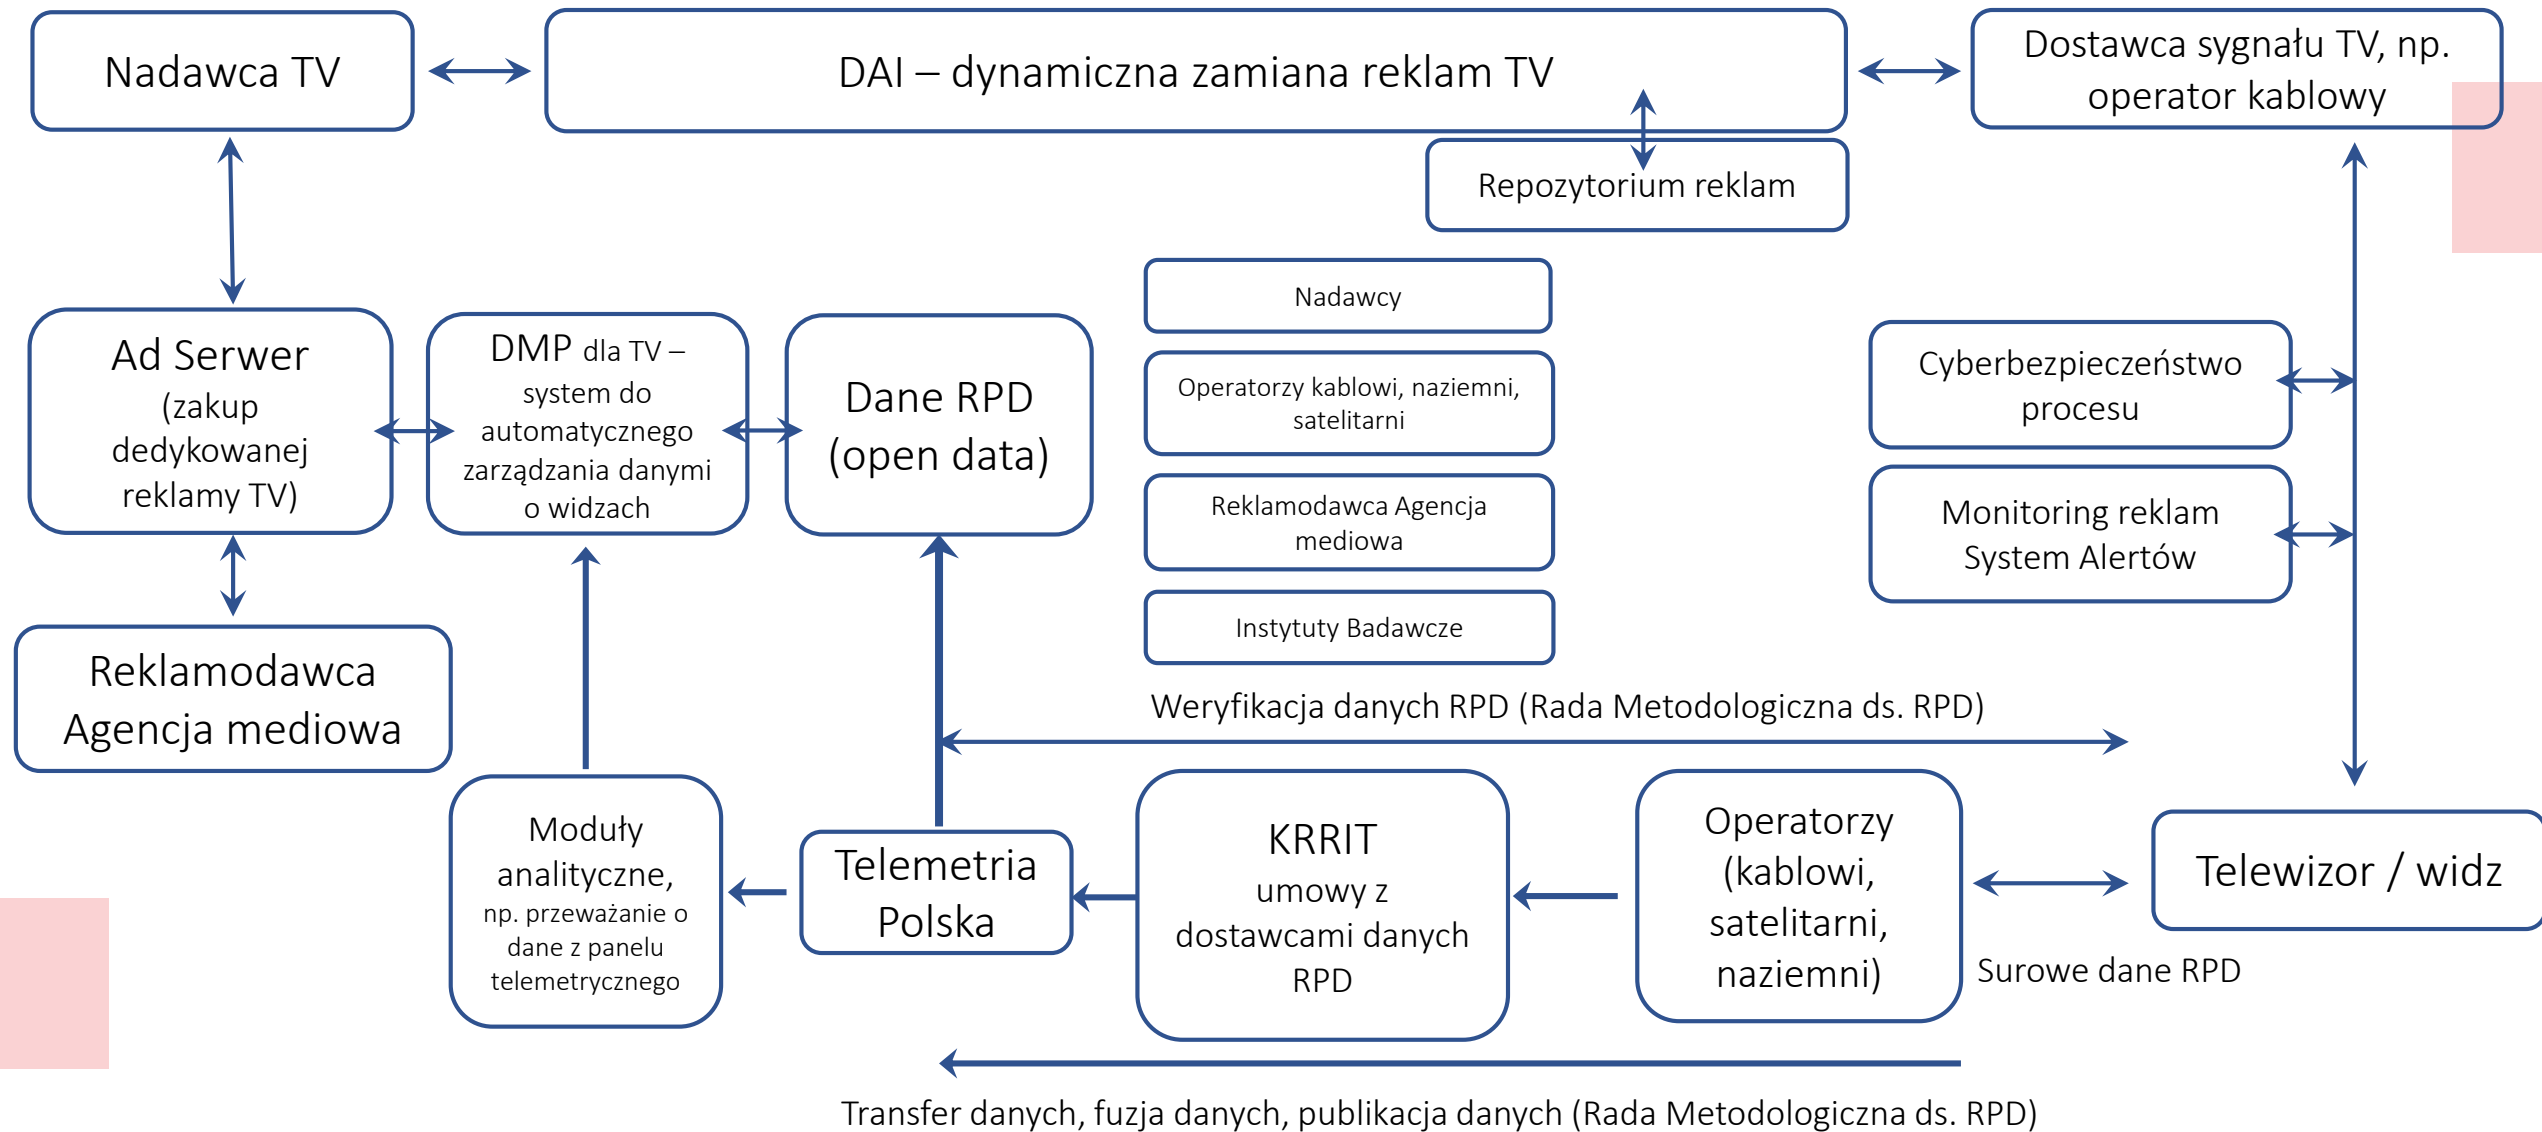 Nadawca TV
DAI – dynamiczna zamiana reklam TV
Dostawca sygnału TV, np.
operator kablowy
Repozytorium reklam
Ad Serwer
(zakup
dedykowanej
reklamy TV)
DMP dla TV –
system do
automatycznego
zarządzania danymi
o widzach
Dane RPD
(open data)
Nadawcy
Operatorzy kablowi, naziemni,
satelitarni
Reklamodawca Agencja
mediowa
Instytuty Badawcze
Cyberbezpieczeństwo
procesu
Monitoring reklam
System Alertów
Reklamodawca
Agencja mediowa
Weryfikacja danych RPD (Rada Metodologiczna ds. RPD)
Moduły
analityczne,
np. przeważanie o
dane z panelu
telemetrycznego
Telemetria
Polska
KRRIT
umowy z
dostawcami danych
RPD
Operatorzy
(kablowi,
satelitarni,
naziemni)
Telewizor / widz
Surowe dane RPD
Transfer danych, fuzja danych, publikacja danych (Rada Metodologiczna ds. RPD)